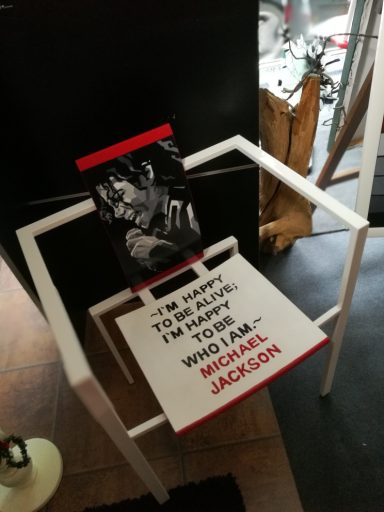 ~I'M HAPPY
TO BE ALIVE;
I'M HAPPY
TO BE
WHO I AM.~
MICHAEL
JACKSON